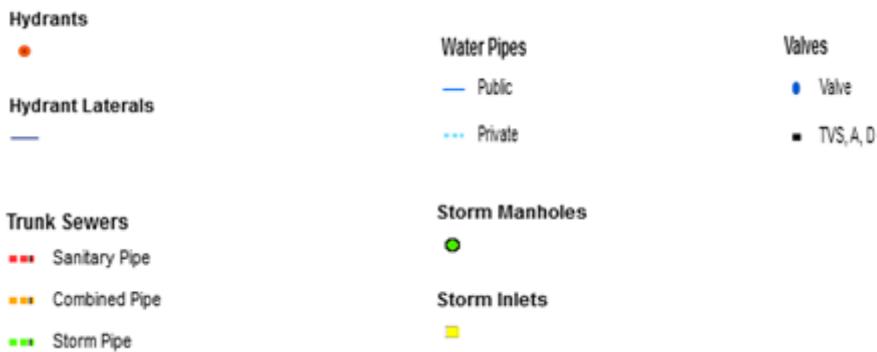 Hydrants
Hydrant Laterals
Water Pipes
Public
Private
Valves
Valve
TVS, A, D
Trunk Sewers
Sanitary Pipe
Combined Pipe
Storm Pipe
Storm Manholes
Storm Inlets